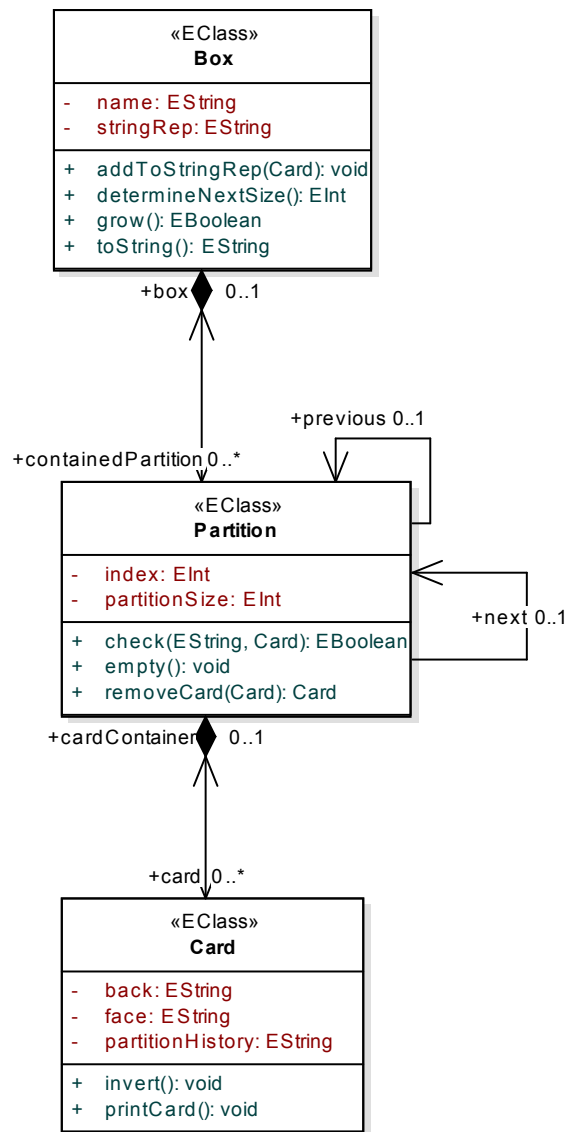 «EClass»
Box
- name: EString
- stringRep: EString
+ addToStringRep(Card): void
+ determineNextSize(): EInt
+ grow(): EBoolean
+ toString(): EString
+box 0..1
+previous 0..1
+containedPartition 0..*
«EClass»
Partition
- index: EInt
- partitionSize: EInt
+next 0..1
+ check(EString, Card): EBoolean
+ empty(): void
+ removeCard(Card): Card
+cardContainer 0..1
+card 0..*
«EClass»
Card
- back: EString
- face: EString
- partitionHistory: EString
+ invert(): void
+ printCard(): void